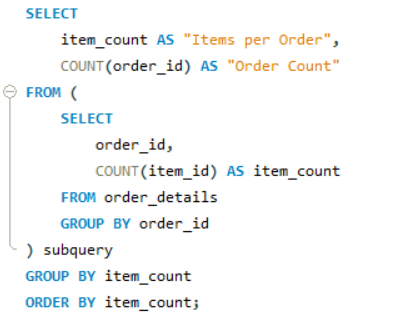 SELECT
item_count AS "Items per Order",
COUNT(order_id) AS "Order Count"
FROM (
SELECT
order_id,
COUNT(item_id) AS item_count
FROM order_details
GROUP BY order_id
) subquery
GROUP BY item_count
ORDER BY item_count;